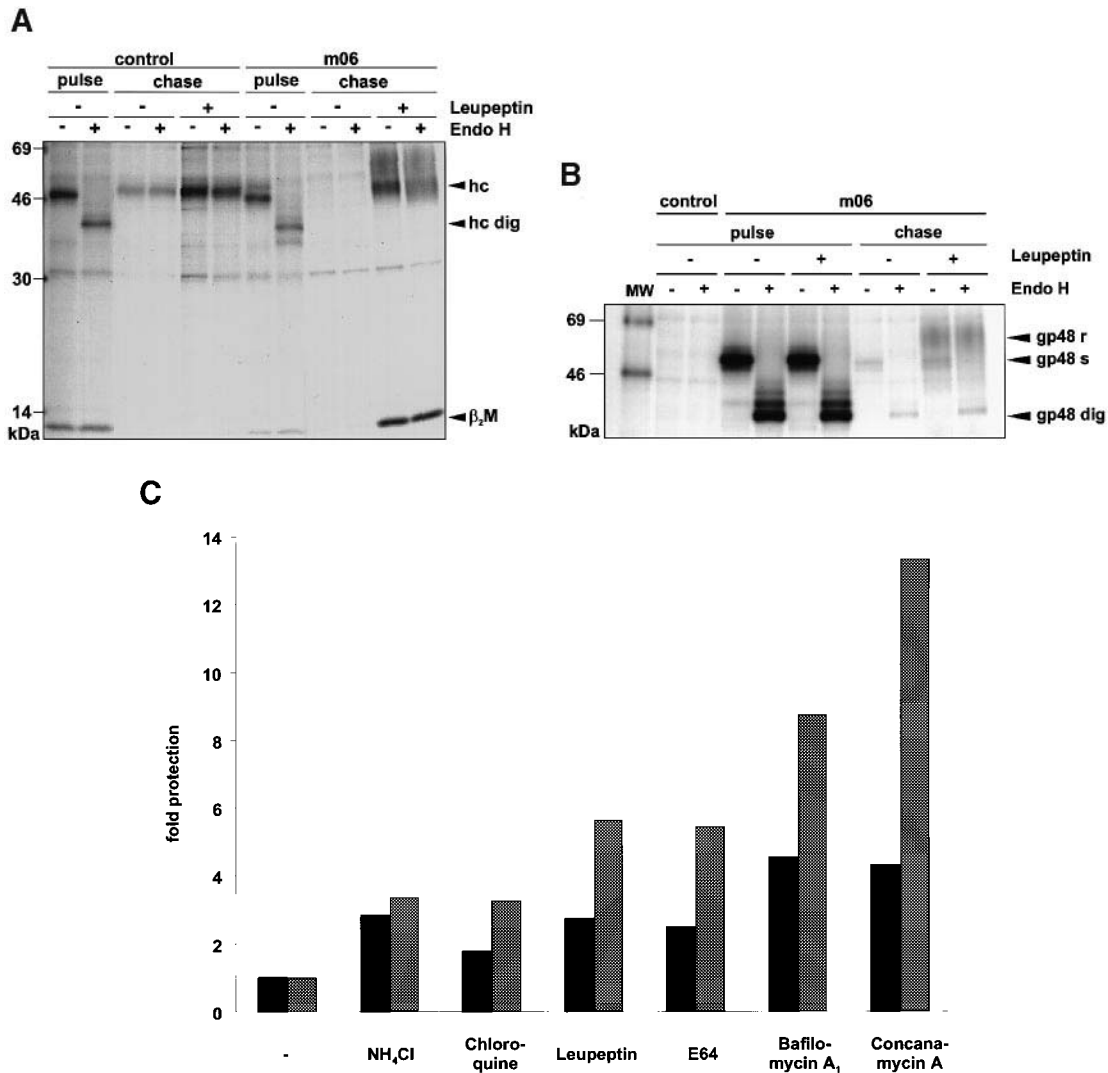 A
control m06
pulse chase pulse chase
- - + - - + Leupeptin
- + - + - + - + - + - + Endo H
69
46
30
14
kDa
hc
hc dig
β₂M
B
control m06
pulse chase
- - + - + Leupeptin
MW - + - + - + - + - + Endo H
69
46
kDa
gp48 r
gp48 s
gp48 dig
C
fold protection
14
12
10
8
6
4
2
0
- NH₄Cl Chloro- Leupeptin E64 Bafilo- Concana-
quine mycin A₁ mycin A